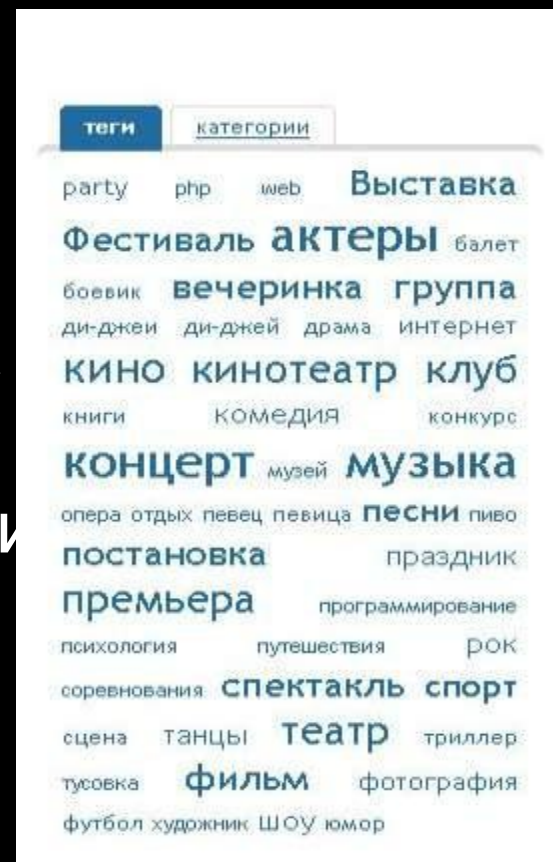 теги категории
party php web Выставка
Фестиваль актеры балет
боевик вечеринка группа
ди-джеи ди-джей драма интернет
кино кинотеатр клуб
книги комедия конкурс
концерт музей музыка
опера отдых певец певица песни пиво
постановка праздник
премьера программирование
психология путешествия рок
соревнования спектакль спорт
сцена танцы театр триллер
тусовка фильм фотография
футбол художник шоу юмор